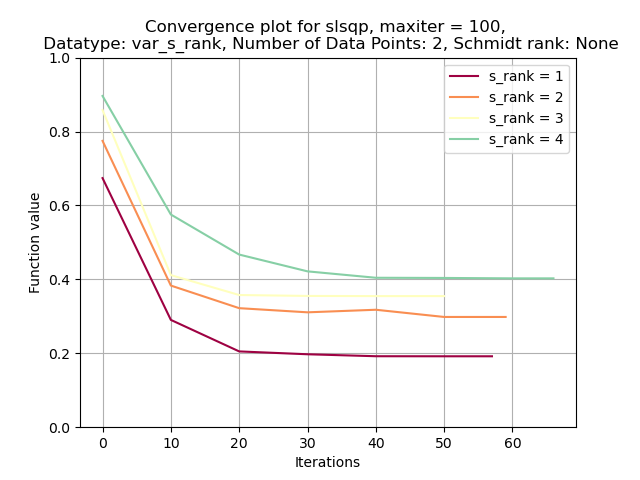 Convergence plot for slsqp, maxiter = 100,
Datatype: var_s_rank, Number of Data Points: 2, Schmidt rank: None
1.0
0.8
0.6
0.4
0.2
0.0
Function value
s_rank = 1
s_rank = 2
s_rank = 3
s_rank = 4
0 10 20 30 40 50 60
Iterations